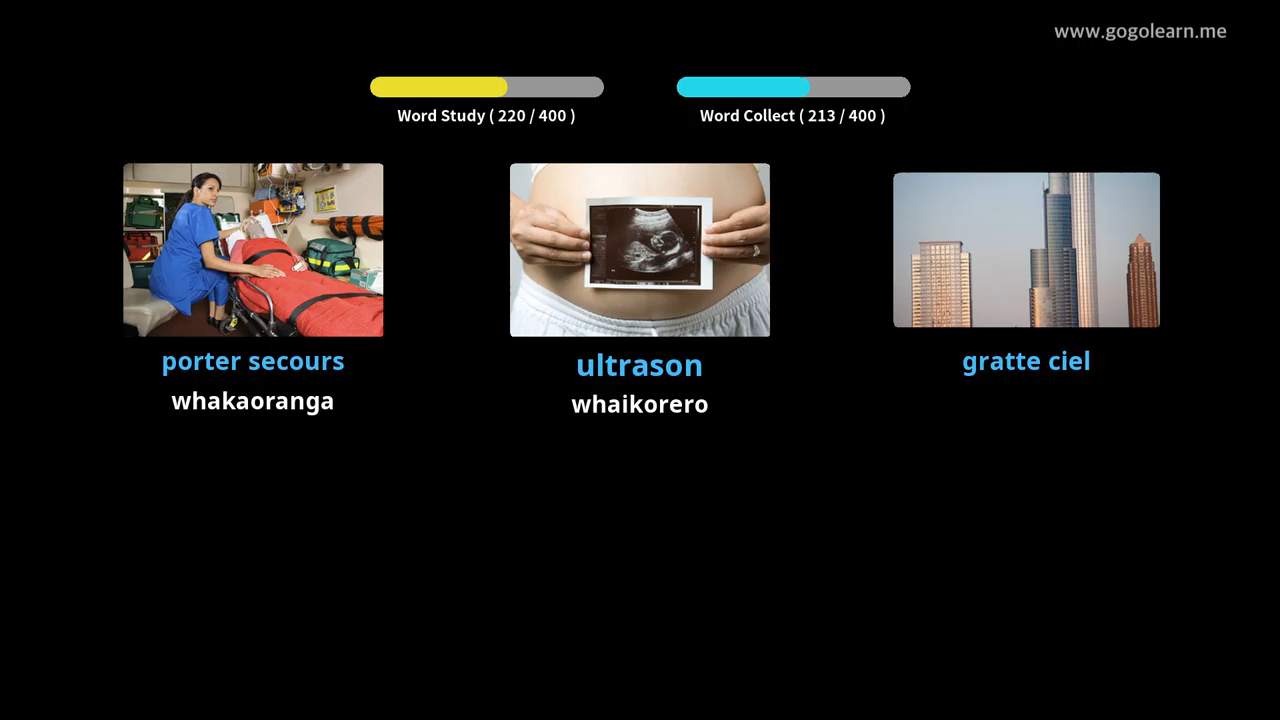 www.gogolearn.me
Word Study ( 220 / 400 )
Word Collect ( 213 / 400 )
porter secours
whakaoranga
ultrason
whaikorero
gratte ciel